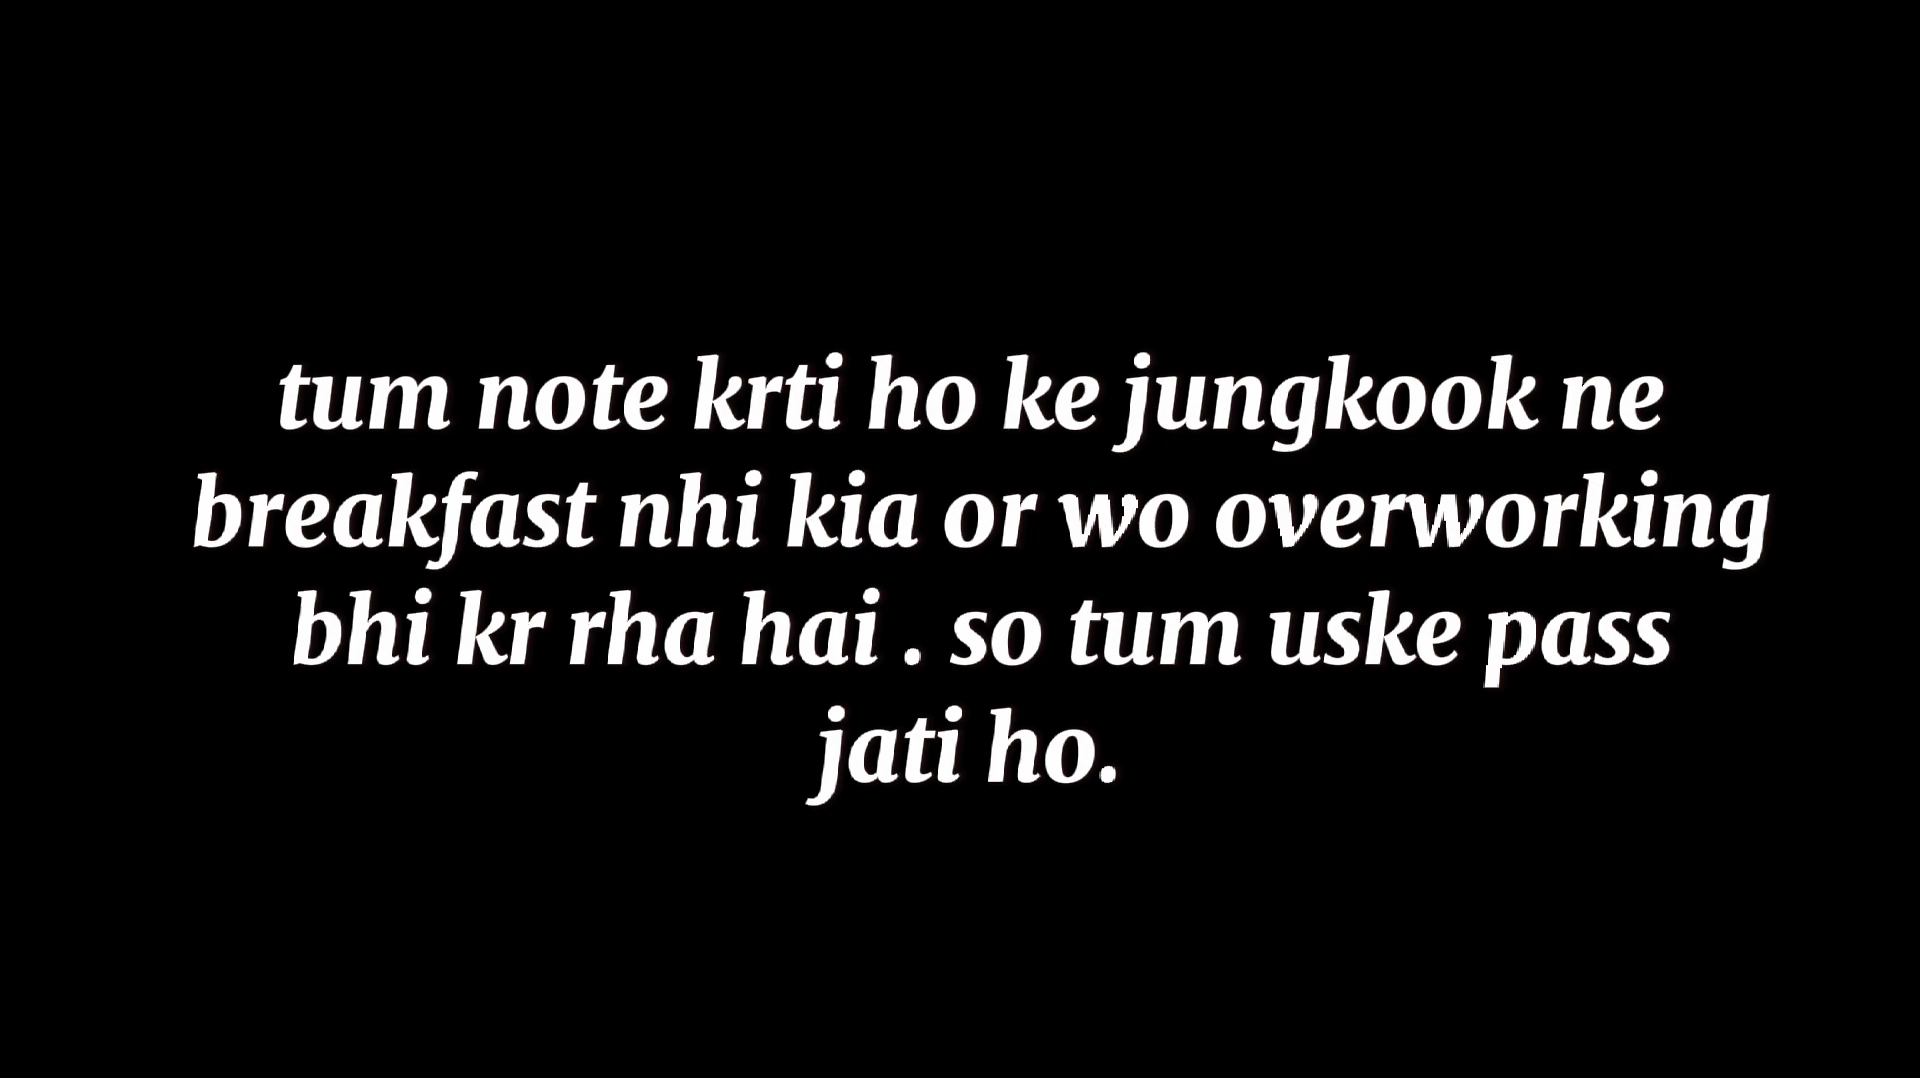 tum note krti ho ke jungkook ne
breakfast nhi kia or wo overworking
bhi kr rha hai . so tum uske pass
jati ho.